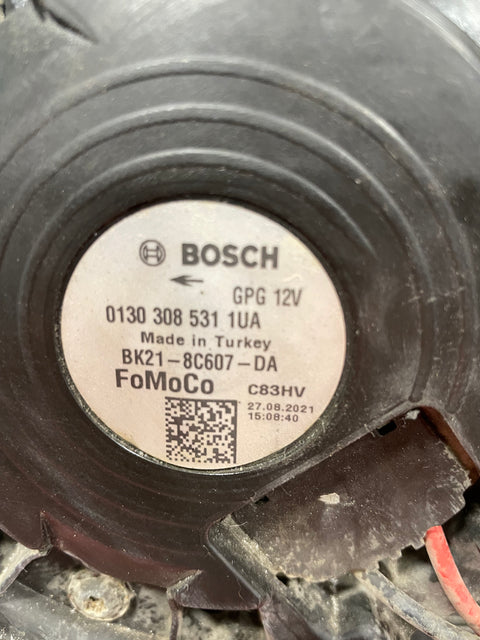 BOSCH
GPG 12V
0130 308 531 1UA
Made in Turkey
BK21-8C607-DA
FoMoCo C83HV
27.08.2021
15:08:40